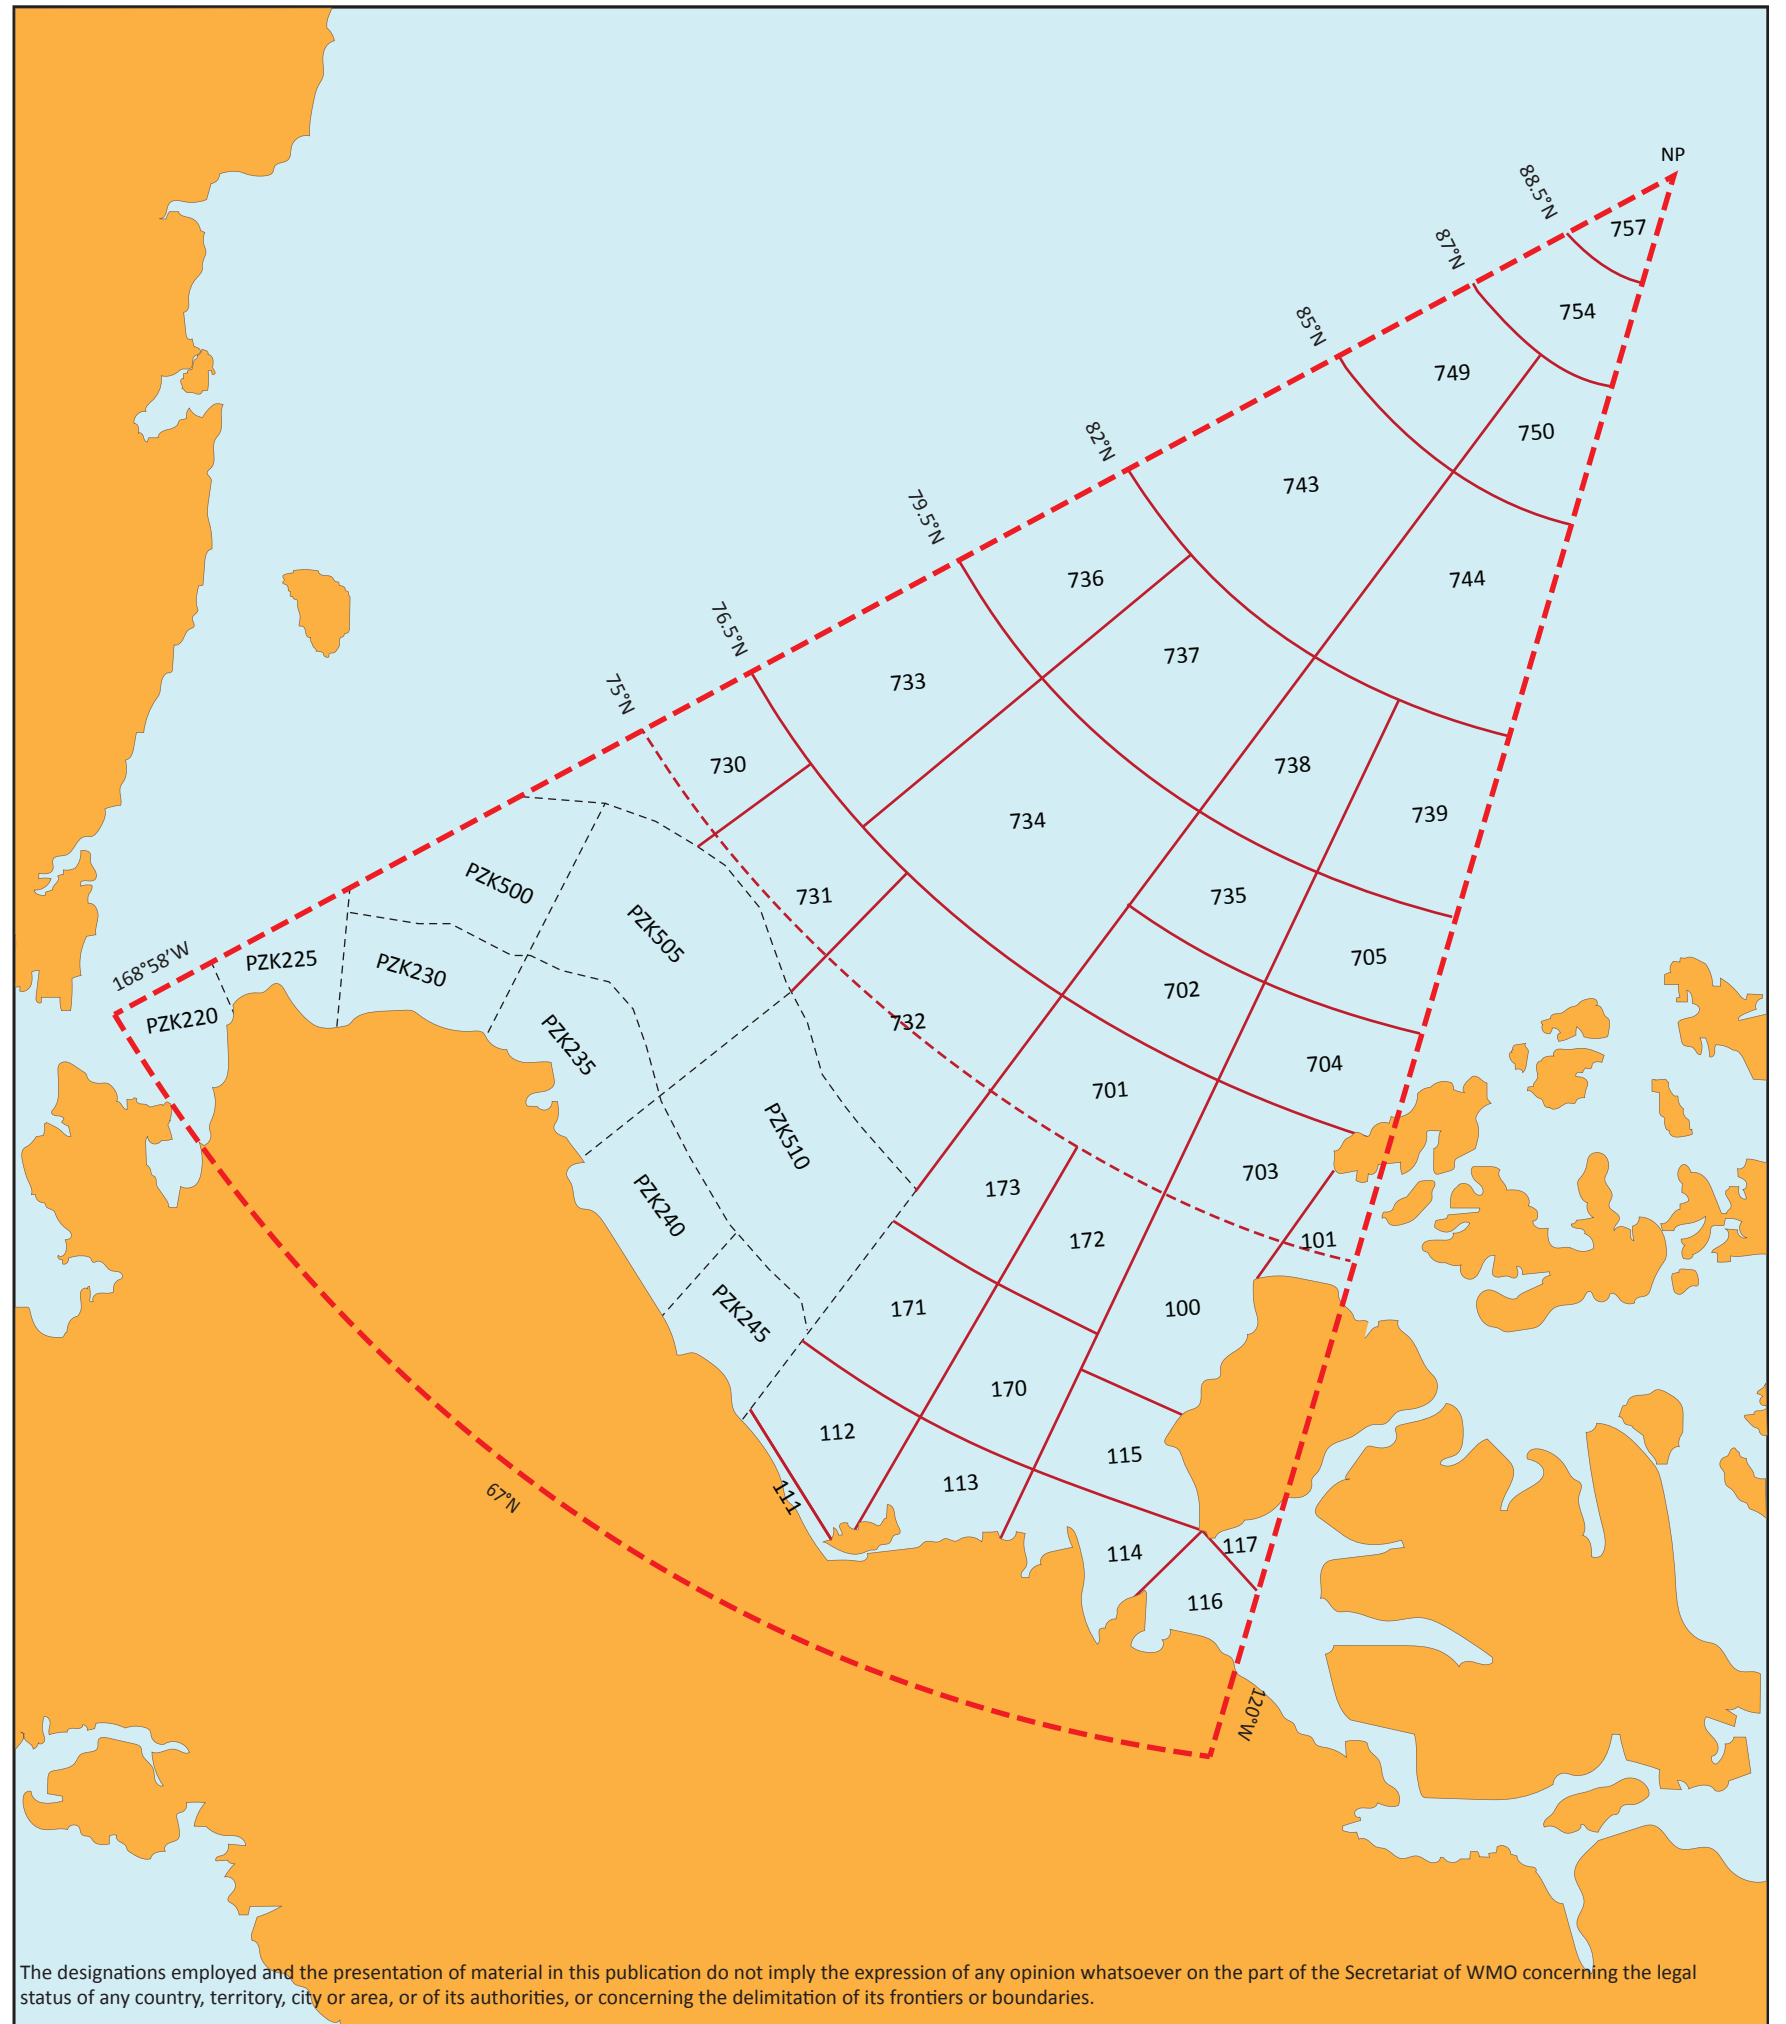 NP
88.5°N
757
87°N
754
85°N
749
750
82°N
743
79.5°N
736
744
76.5°N
737
733
75°N
730
738
739
734
PZK500
731
735
PZK505
168°58’W
PZK225
PZK230
705
702
PZK220
732
PZK235
704
701
PZK510
703
173
PZK240
172
101
171
100
PZK245
170
112
115
113
111
67°N
117
114
116
120°W
The designations employed and the presentation of material in this publication do not imply the expression of any opinion whatsoever on the part of the Secretariat of WMO concerning the legal
status of any country, territory, city or area, or of its authorities, or concerning the delimitation of its frontiers or boundaries.